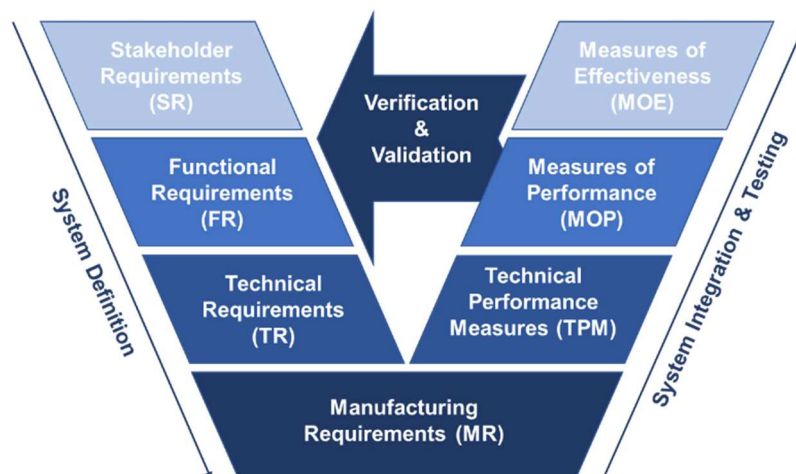 Stakeholder
Requirements
(SR)
Verification
&
Validation
Measures of
Effectiveness
(MOE)
Functional
Requirements
(FR)
Measures of
Performance
(MOP)
System Definition
Technical
Requirements
(TR)
Technical
Performance
Measures (TPM)
System Integration & Testing
Manufacturing
Requirements (MR)